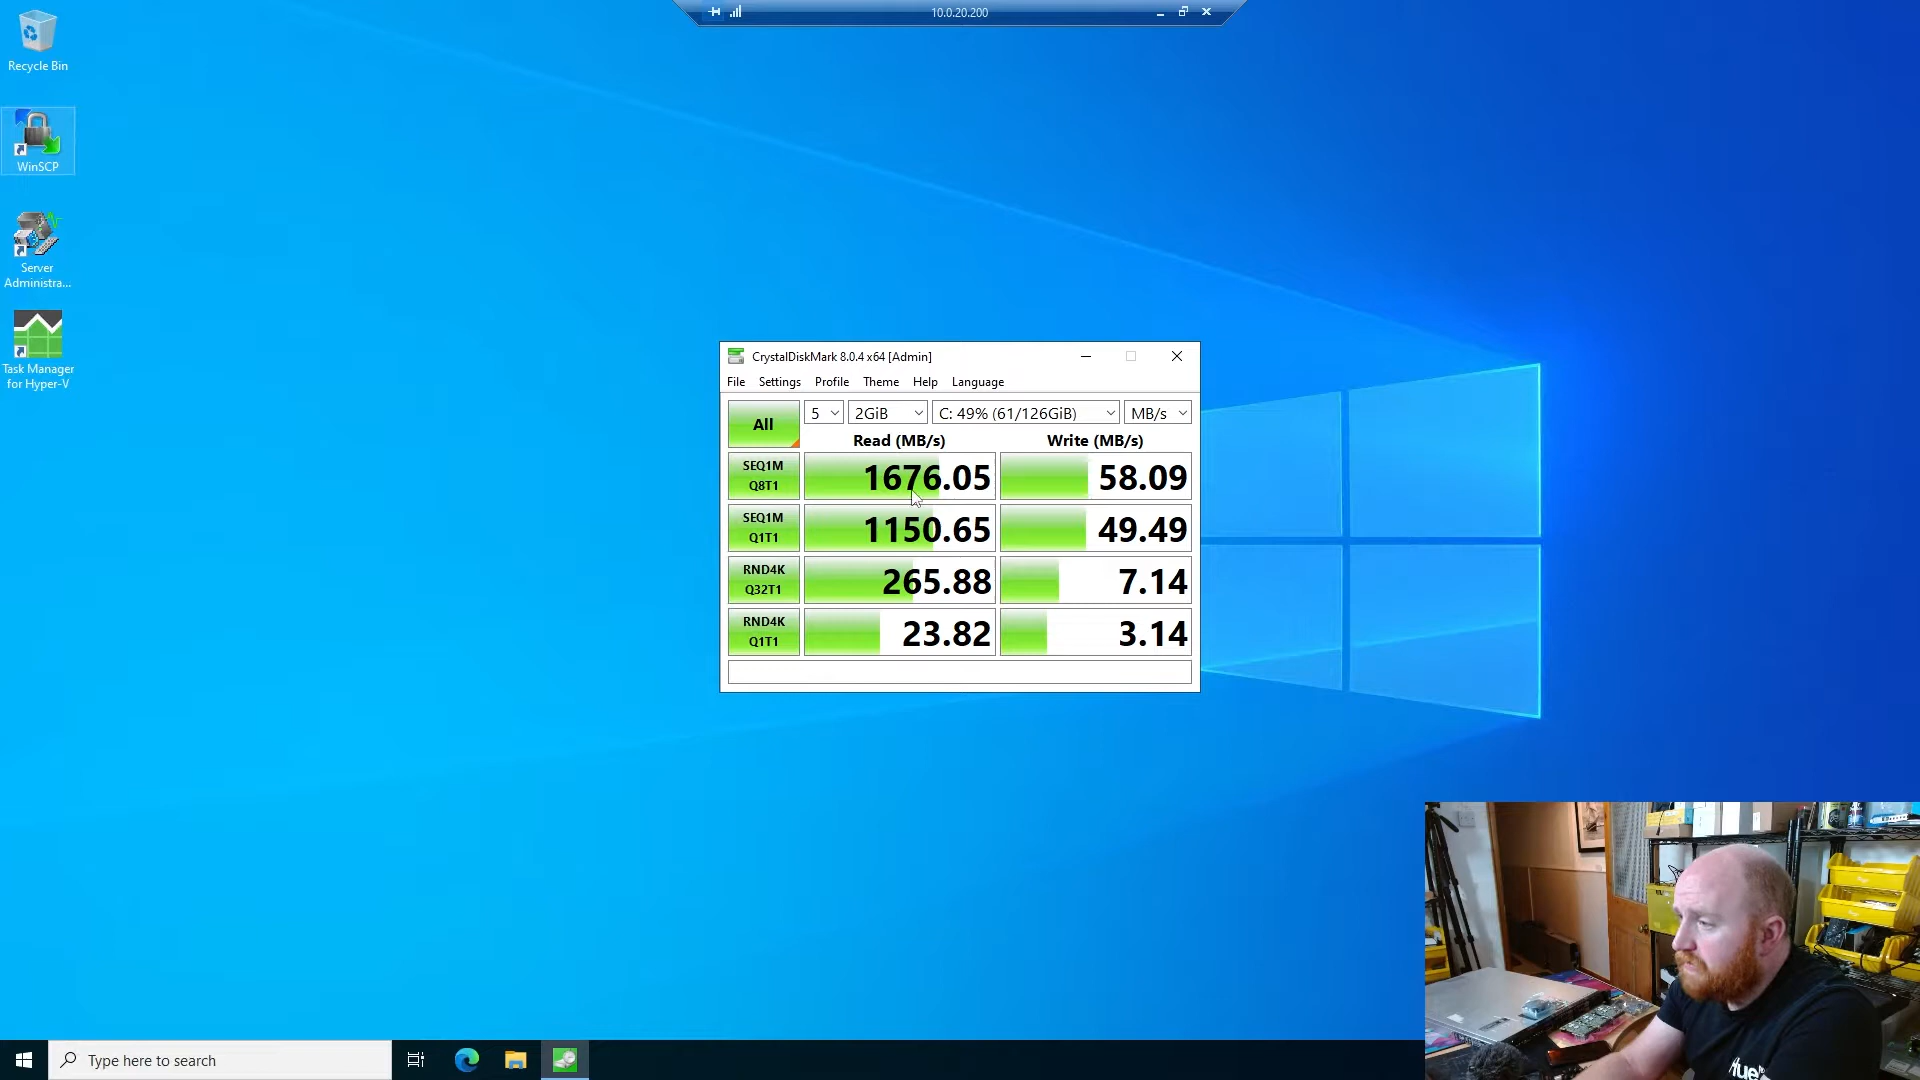 10.0.20.200
Recycle Bin
WinSCP
Server
Administra...
Task Manager
for Hyper-V
CrystalDiskMark 8.0.4 x64 [Admin]
File Settings Profile Theme Help Language
All
5 2GiB C: 49% (61/126GiB) MB/s
Read (MB/s) Write (MB/s)
SEQ1M
Q8T1
1676.05 58.09
SEQ1M
Q1T1
1150.65 49.49
RND4K
Q32T1
265.88 7.14
RND4K
Q1T1
23.82 3.14
Type here to search